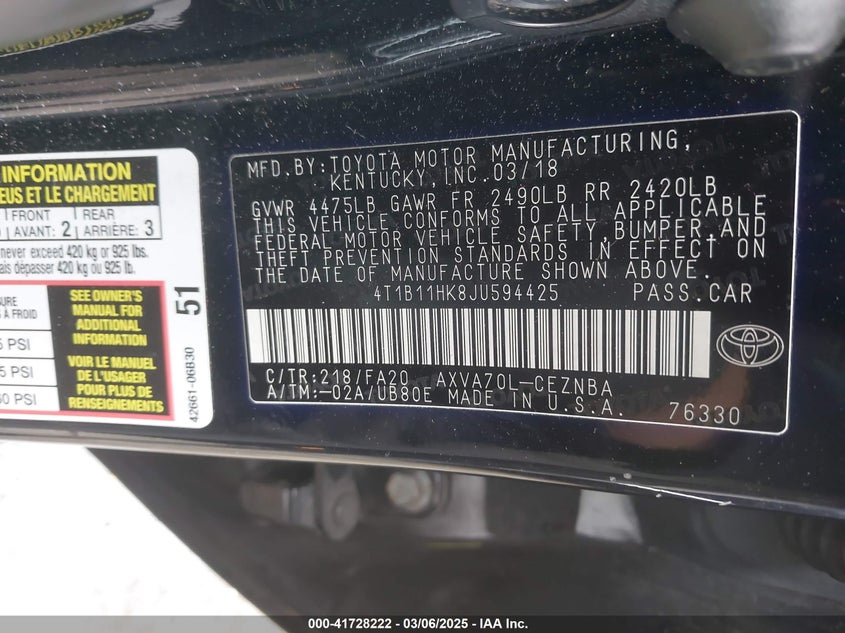 INFORMATION
EUS ET LE CHARGEMENT
FRONT
AVANT: 2
REAR
ARRIÈRE: 3
never exceed 420 kg or 925 lbs.
ais dépasser 420 kg ou 925 lb.
SEE OWNER'S
MANUAL FOR
ADDITIONAL
INFORMATION
VOIR LE MANUEL
DE L'USAGER
POUR PLUS DE
RENSEIGNEMENTS
À FROID
PSI
5 PSI
60 PSI
51
42661-06B30
MFD.BY:TOYOTA MOTOR MANUFACTURING,
KENTUCKY, INC.03/18
GVWR 4475LB GAWR FR 2490LB RR 2420LB
THIS VEHICLE CONFORMS TO ALL APPLICABLE
FEDERAL MOTOR VEHICLE SAFETY, BUMPER,AND
THEFT PREVENTION STANDARDS IN EFFECT ON
THE DATE OF MANUFACTURE SHOWN ABOVE.
4T1B11HK8JU594425 PASS.CAR
C/TR:218/FA20 AXVA70L-CEZNBA
A/TM:-02A/UB80E MADE IN U.S.A. 76330
000-41728222 - 03/06/2025 - IAA Inc.